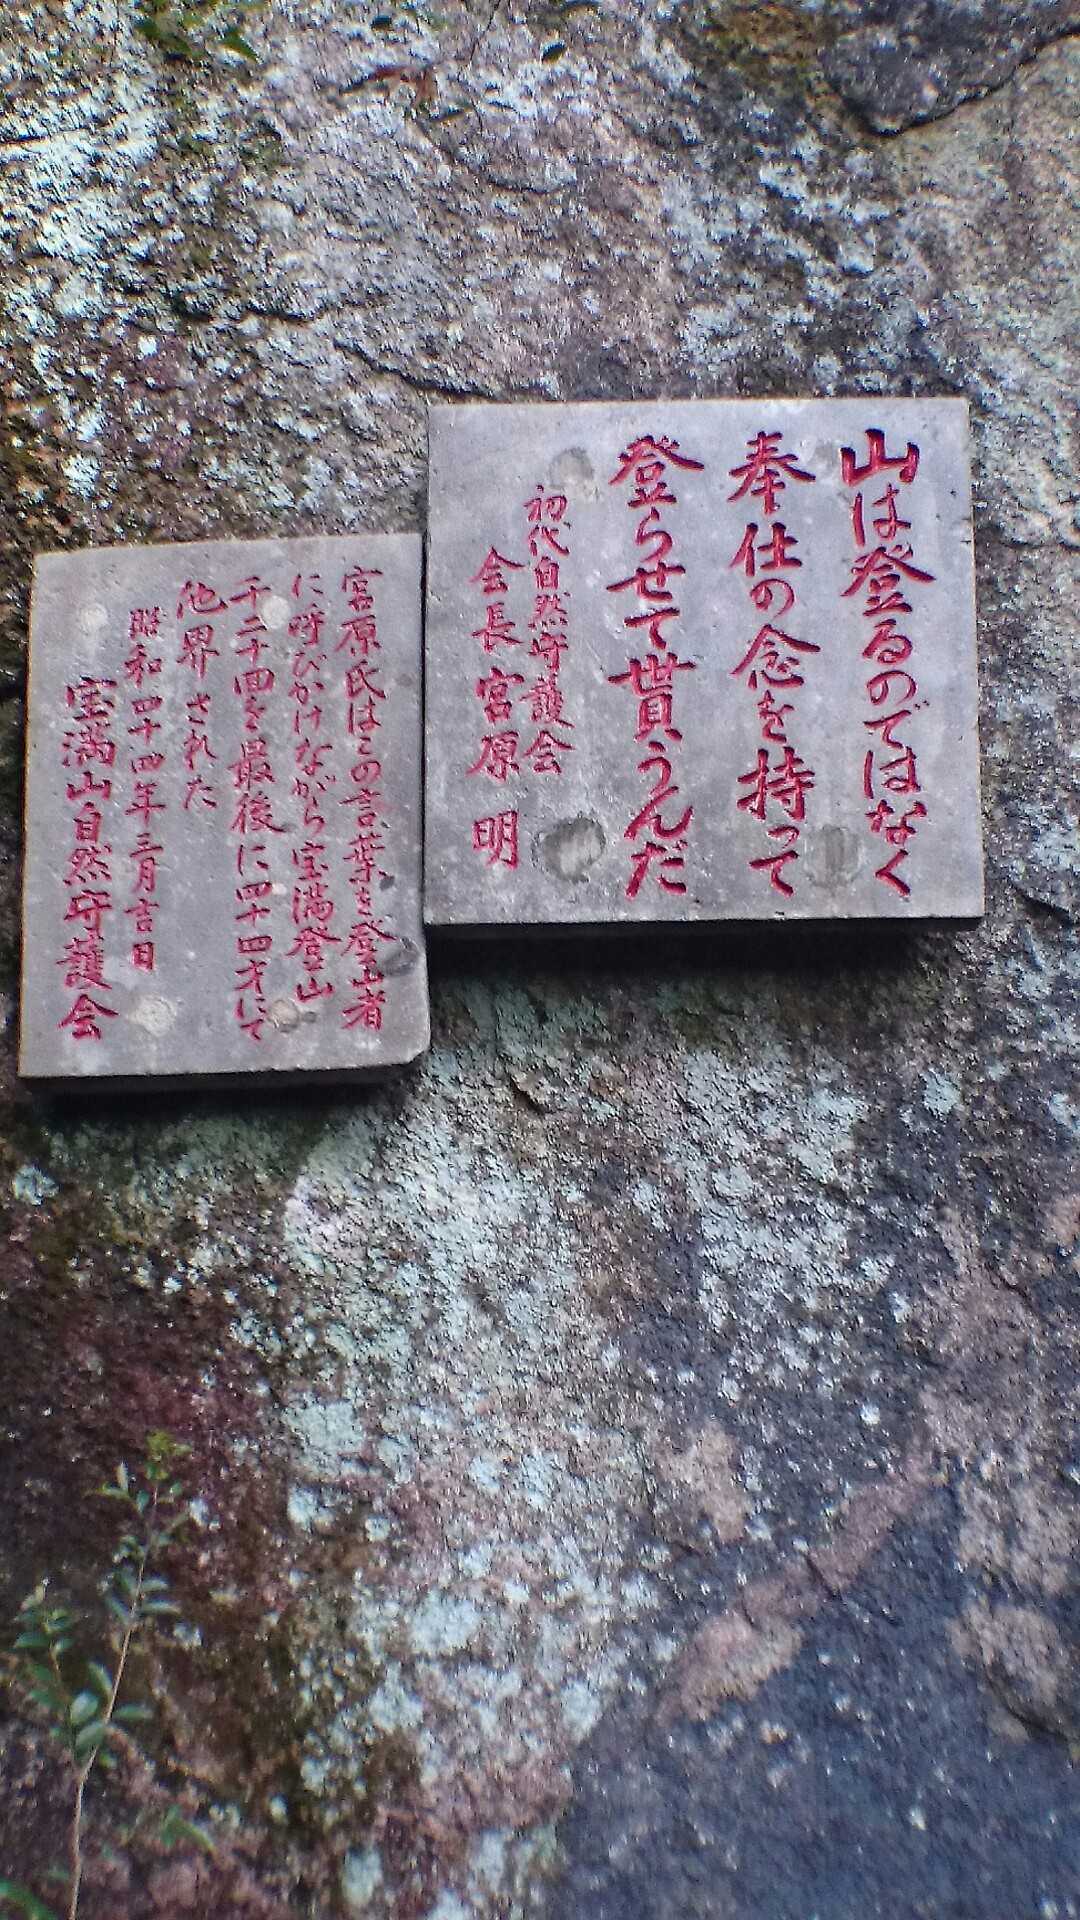 山は登るのではなく
奉仕の念を持って
登らせて貰うんだ
初代自然守護会
会長 宮原 明
宮原氏はこの言葉を登山者
に呼びかけながら宝満登山
千二十回を最後に四十四才にて
他界された
昭和四十四年三月吉日
宝満山自然守護会